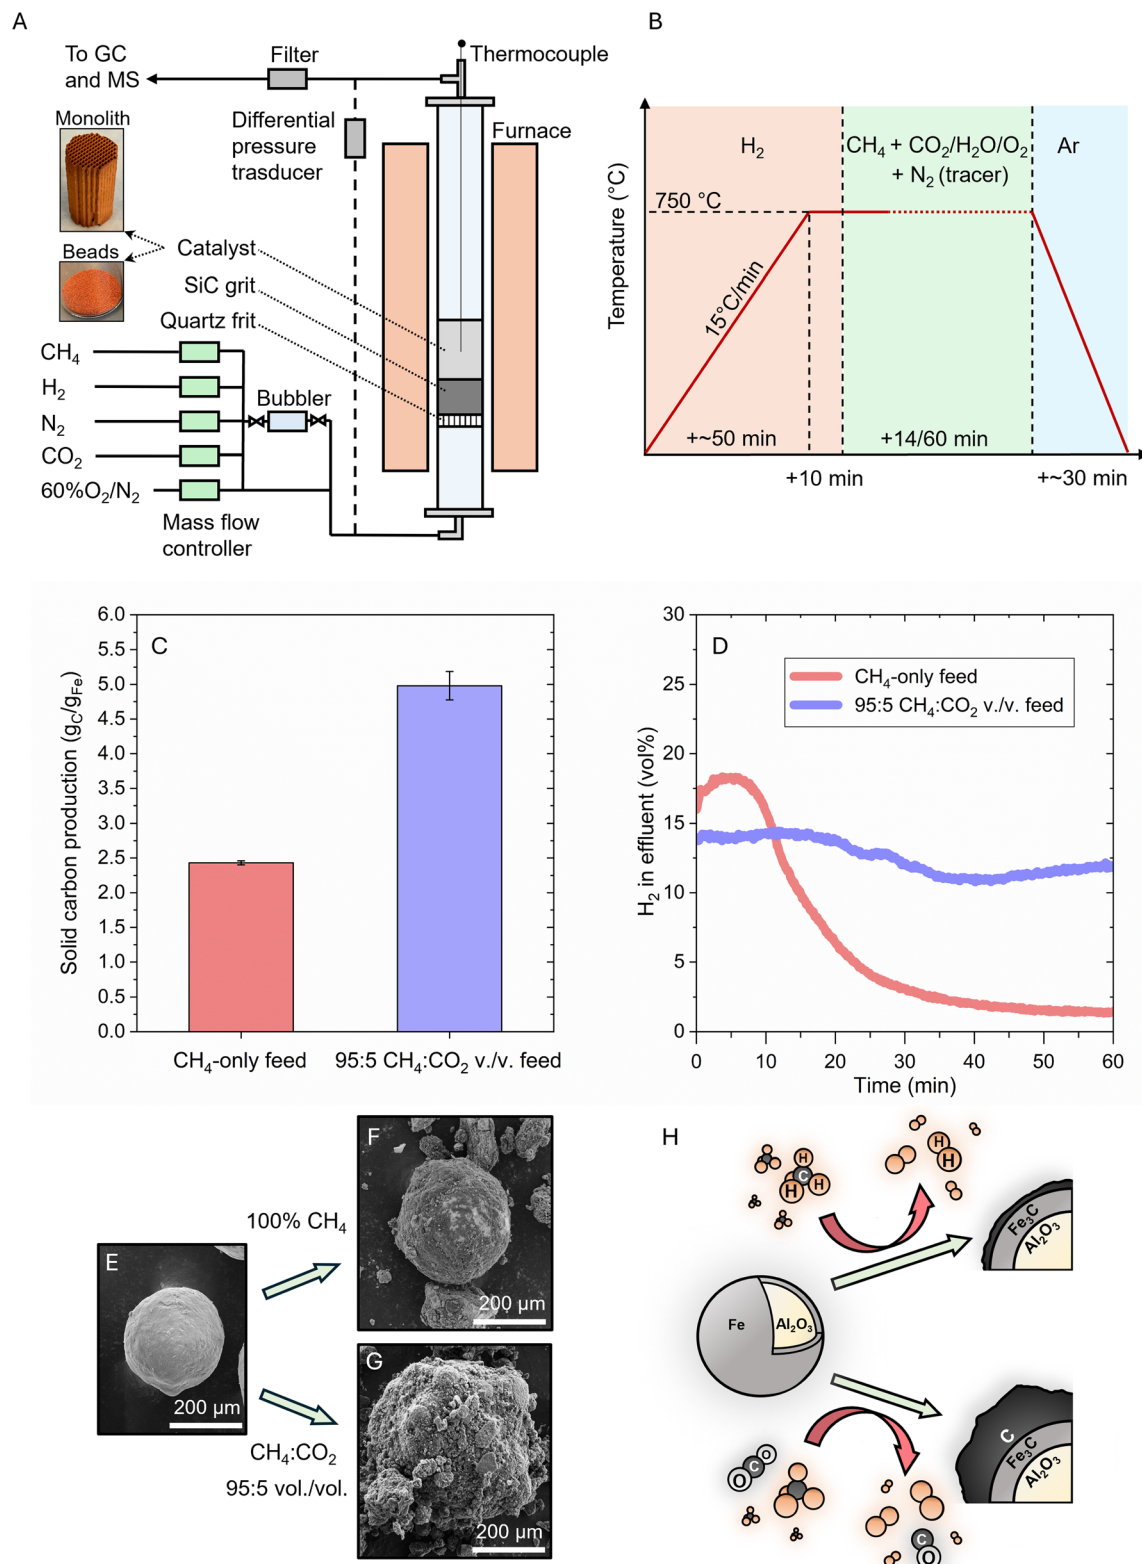 A
To GC
and MS
Filter
Thermocouple
Monolith
Differential
pressure
trasducer
Furnace
Beads
Catalyst
SiC grit
Quartz frit
CH₄
H₂
N₂
CO₂
60%O₂/N₂
Bubbler
Mass flow
controller
B
Temperature (°C)
H₂
CH₄ + CO₂/H₂O/O₂
+ N₂ (tracer)
Ar
750 °C
15°C/min
+~50 min
+14/60 min
+10 min
+~30 min
C
Solid carbon production (g_C/g_Fe)
6.0
5.5
5.0
4.5
4.0
3.5
3.0
2.5
2.0
1.5
1.0
0.5
0.0
CH₄-only feed
95:5 CH₄:CO₂ v./v. feed
D
H₂ in effluent (vol%)
30
25
20
15
10
5
0
CH₄-only feed
95:5 CH₄:CO₂ v./v. feed
0 10 20 30 40 50 60
Time (min)
E
200 µm
100% CH₄
CH₄:CO₂
95:5 vol./vol.
F
200 µm
G
200 µm
H
H
C
H
H
H
H
Fe₃C
Al₂O₃
Fe
Al₂O₃
O
C
O
C
Fe₃C
Al₂O₃
C
O